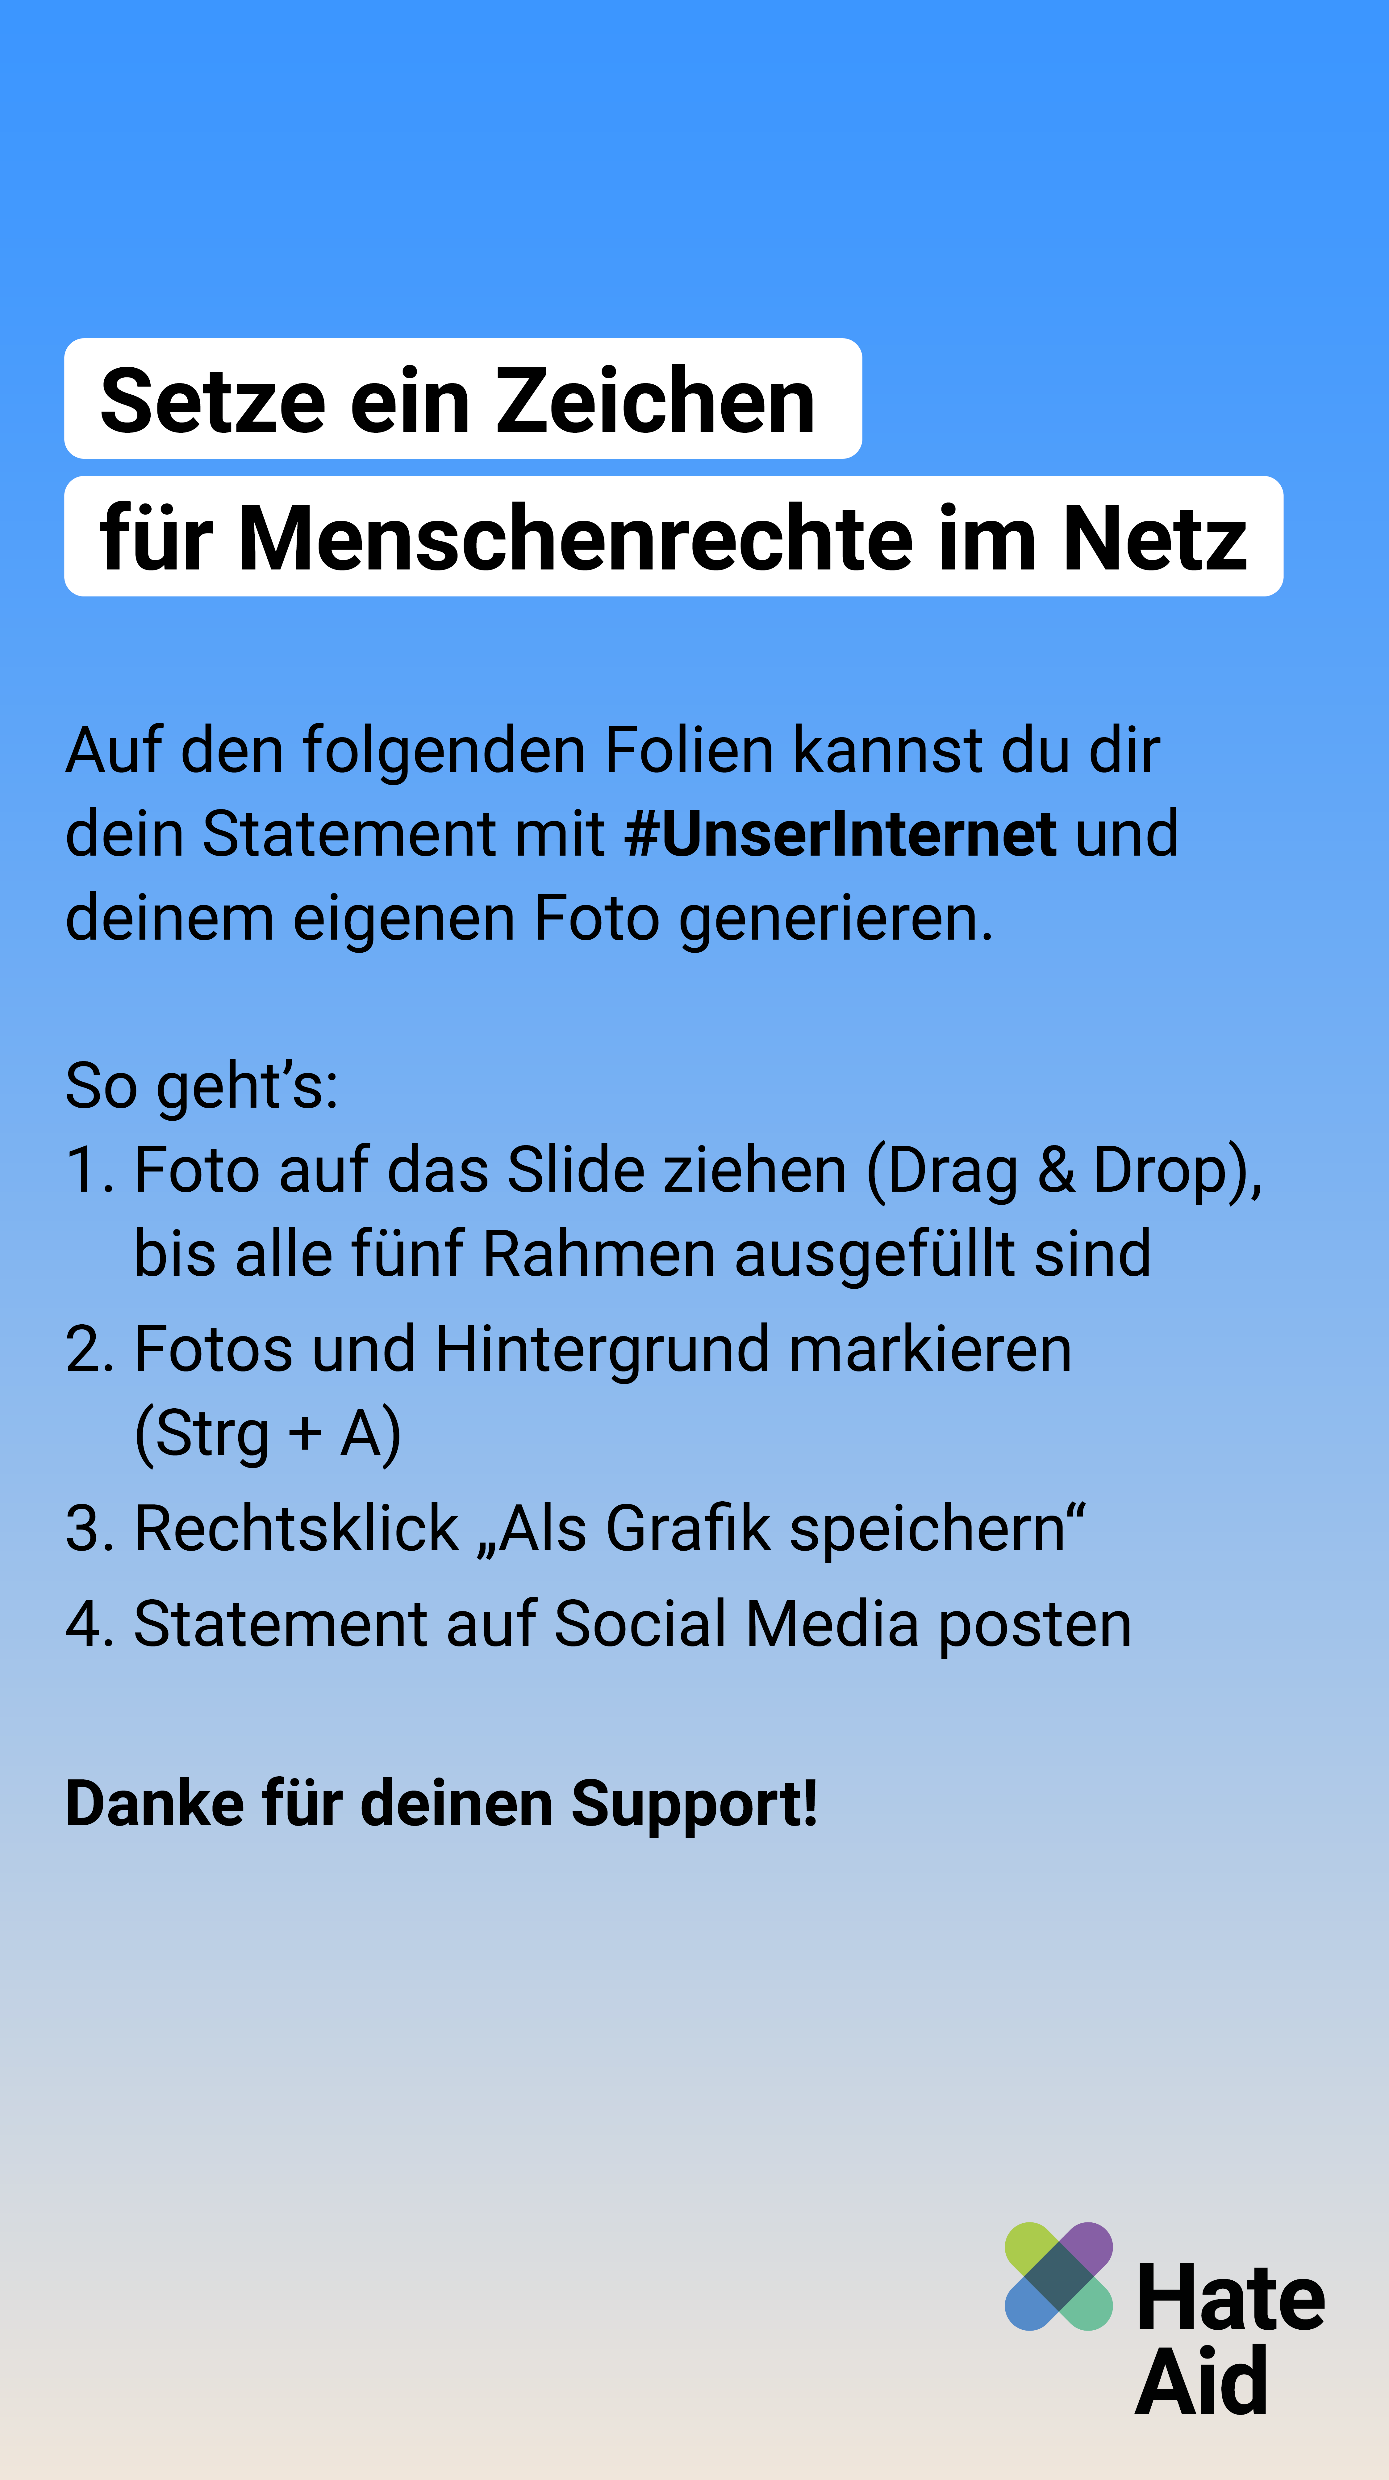 Setze ein Zeichen
für Menschenrechte im Netz
Auf den folgenden Folien kannst du dir
dein Statement mit #UnserInternet und
deinem eigenen Foto generieren.
So geht’s:
1. Foto auf das Slide ziehen (Drag & Drop),
bis alle fünf Rahmen ausgefüllt sind
2. Fotos und Hintergrund markieren
(Strg + A)
3. Rechtsklick „Als Grafik speichern“
4. Statement auf Social Media posten
Danke für deinen Support!
Hate
Aid